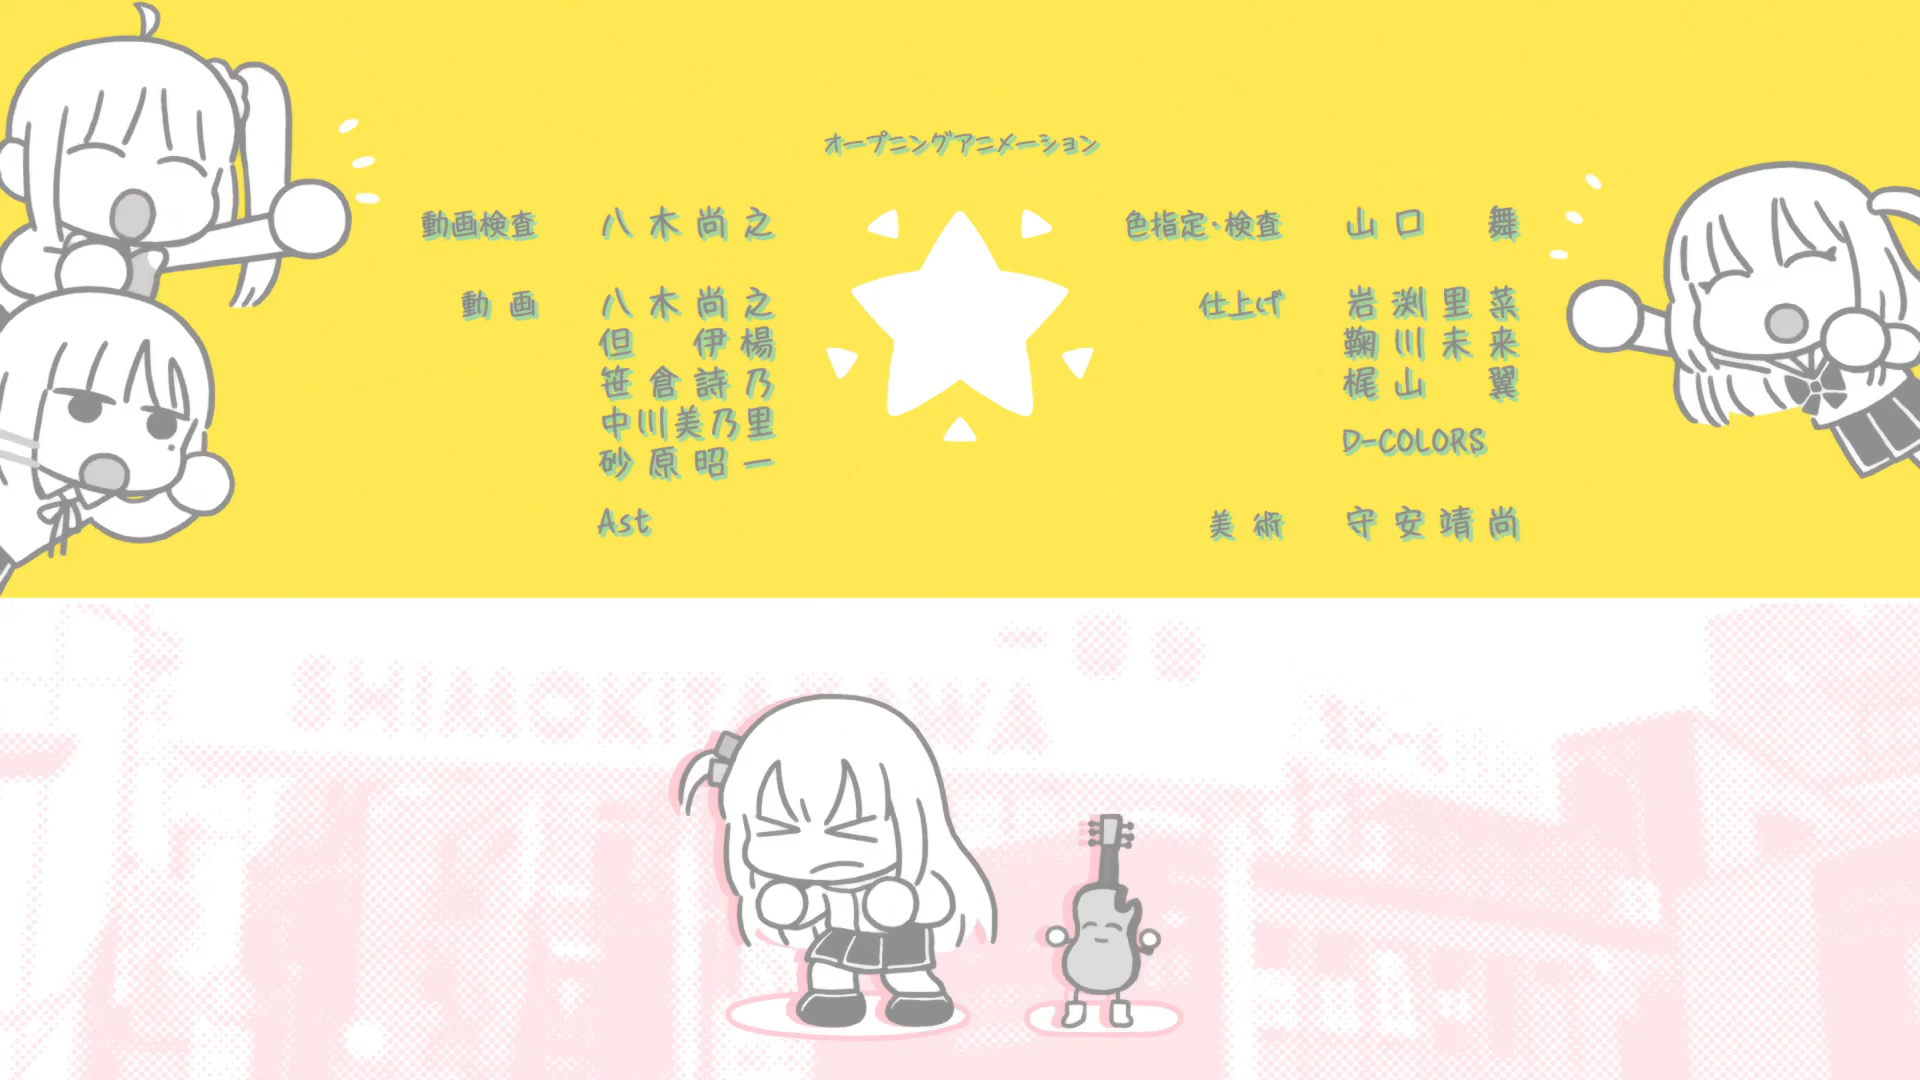 オープニングアニメーション
動画検査 八木尚之
動画 八木尚之
但 伊楊
笹倉詩乃
中川美乃里
砂原昭一
Ast
色指定・検査 山口 舞
仕上げ 岩渕里菜
鞠川未来
梶山 翼
D-COLORS
美術 守安靖尚
SHIMOKITAZAWA